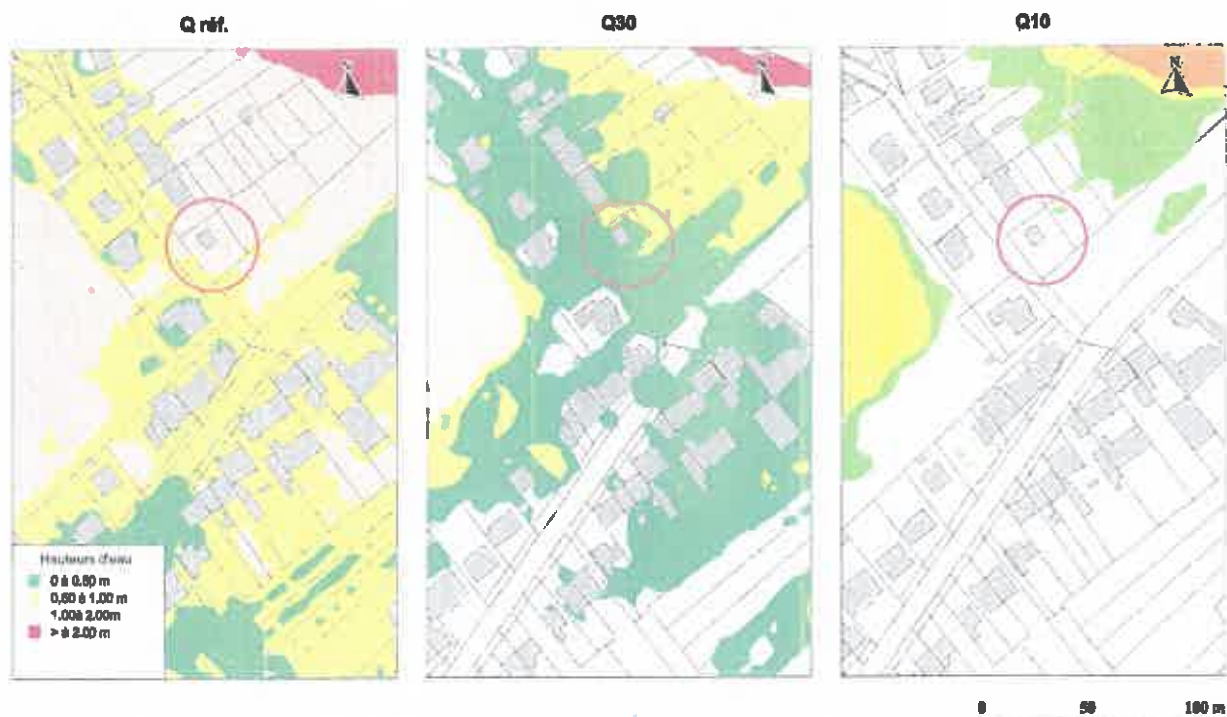 Q réf.
Q30
Q10
N
Hauteurs d'eau
0 à 0.50 m
0,50 à 1.00 m
1.00à 2.00m
> à 2.00 m
0 50 100 m